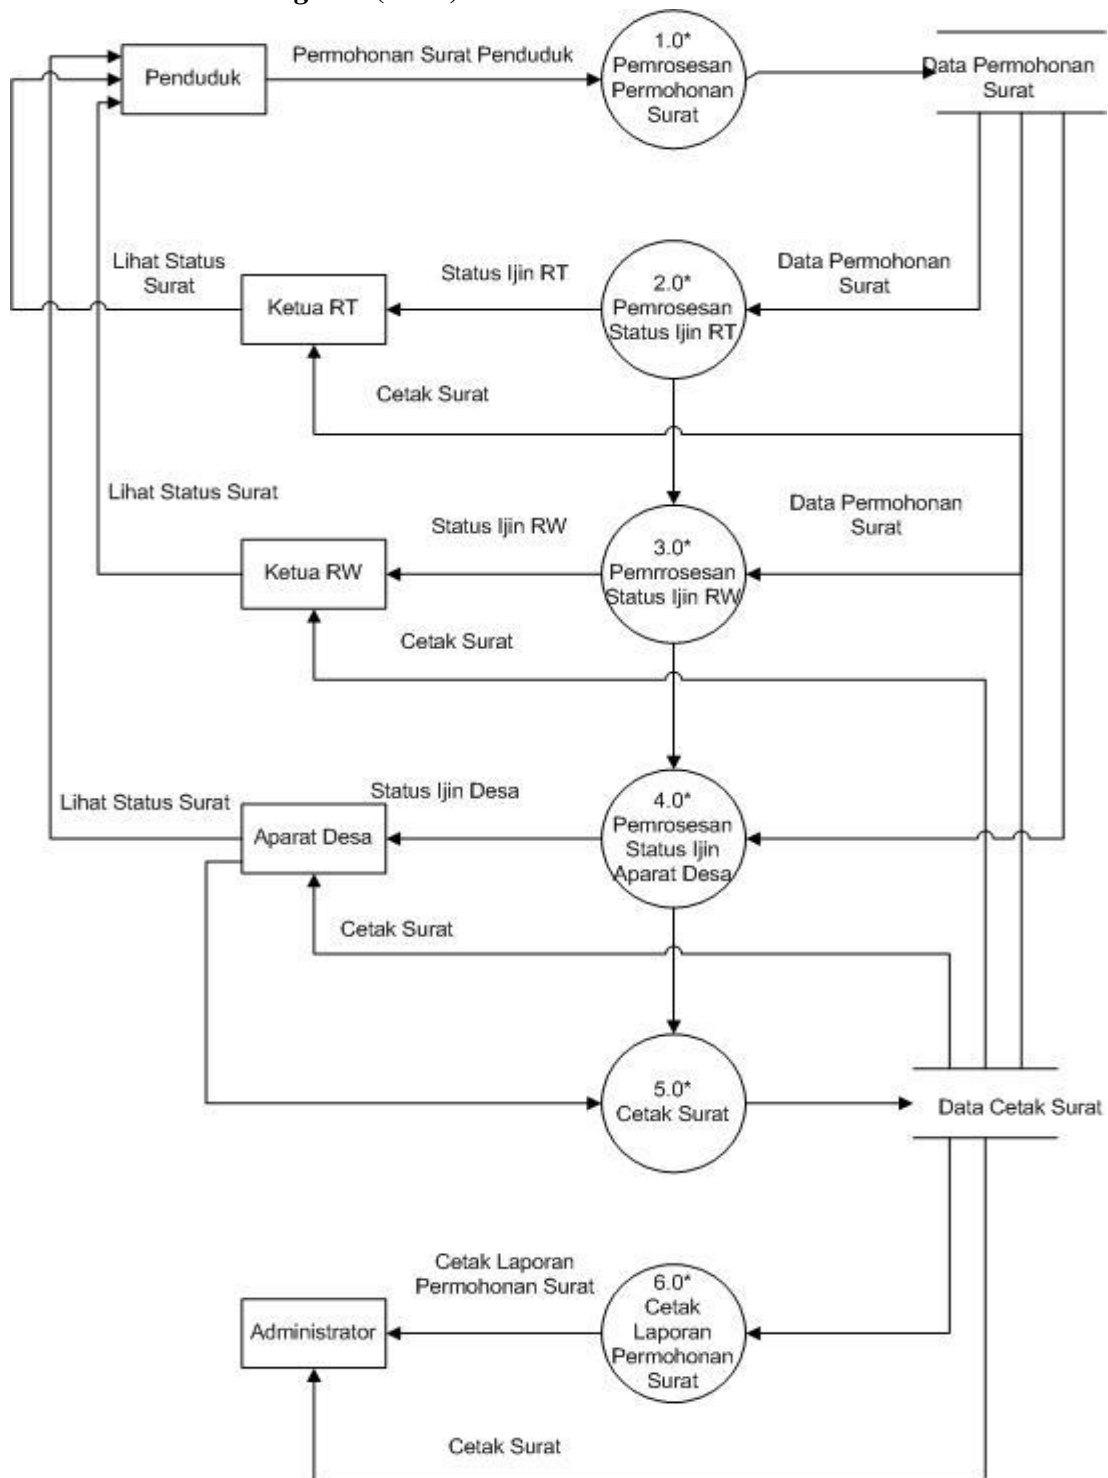 Penduduk
Permohonan Surat Penduduk
1.0*
Pemrosesan
Permohonan
Surat
Data Permohonan
Surat
Lihat Status
Surat
Ketua RT
Status Ijin RT
2.0*
Pemrosesan
Status Ijin RT
Data Permohonan
Surat
Cetak Surat
Lihat Status Surat
Ketua RW
Status Ijin RW
3.0*
Pemrrosesan
Status Ijin RW
Data Permohonan
Surat
Cetak Surat
Lihat Status Surat
Aparat Desa
Status Ijin Desa
4.0*
Pemrosesan
Status Ijin
Aparat Desa
Cetak Surat
5.0*
Cetak Surat
Data Cetak Surat
Cetak Laporan
Permohonan Surat
Administrator
6.0*
Cetak
Laporan
Permohonan
Surat
Cetak Surat